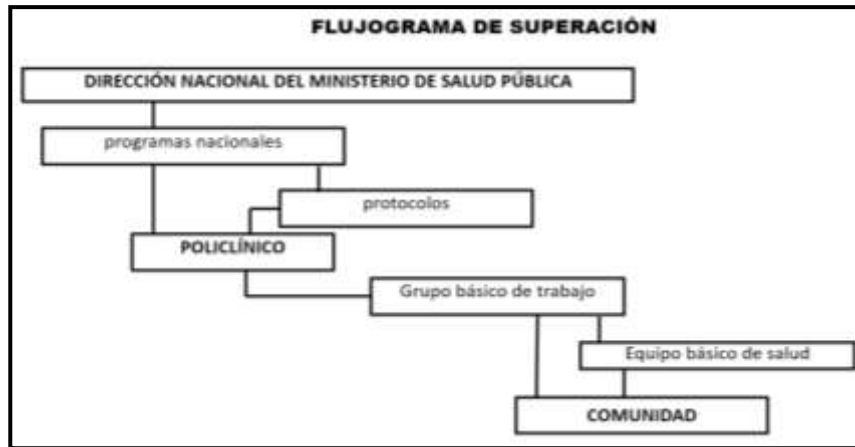 FLUJOGRAMA DE SUPERACIÓN
DIRECCIÓN NACIONAL DEL MINISTERIO DE SALUD PÚBLICA
programas nacionales
protocolos
POLICLÍNICO
Grupo básico de trabajo
Equipo básico de salud
COMUNIDAD